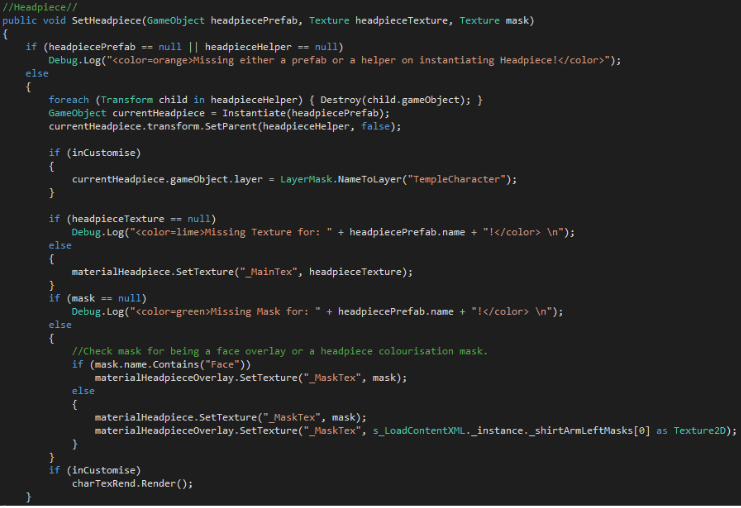 //Headpiece//
public void SetHeadpiece(GameObject headpiecePrefab, Texture headpieceTexture, Texture mask)
{
    if (headpiecePrefab == null || headpieceHelper == null)
        Debug.Log("<color=orange>Missing either a prefab or a helper on instantiating Headpiece!</color>");
    else
    {
        foreach (Transform child in headpieceHelper) { Destroy(child.gameObject); }
        GameObject currentHeadpiece = Instantiate(headpiecePrefab);
        currentHeadpiece.transform.SetParent(headpieceHelper, false);

        if (inCustomise)
        {
            currentHeadpiece.gameObject.layer = LayerMask.NameToLayer("TempleCharacter");
        }

        if (headpieceTexture == null)
            Debug.Log("<color=lime>Missing Texture for: " + headpiecePrefab.name + "!</color> \n");
        else
        {
            materialHeadpiece.SetTexture("_MainTex", headpieceTexture);
        }
        if (mask == null)
            Debug.Log("<color=green>Missing Mask for: " + headpiecePrefab.name + "!</color> \n");
        else
        {
            //Check mask for being a face overlay or a headpiece colourisation mask.
            if (mask.name.Contains("Face"))
                materialHeadpieceOverlay.SetTexture("_MaskTex", mask);
            else
            {
                materialHeadpiece.SetTexture("_MaskTex", mask);
                materialHeadpieceOverlay.SetTexture("_MaskTex", s_LoadContentXML._instance._shirtArmLeftMasks[0] as Texture2D);
            }
        }
        if (inCustomise)
            charTexRend.Render();
    }